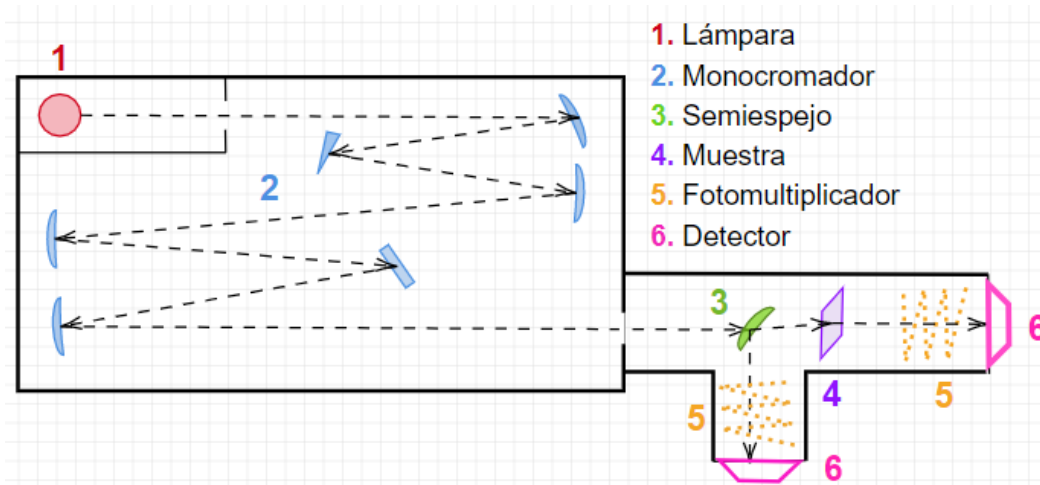 1
1. Lámpara
2. Monocromador
3. Semiespejo
4. Muestra
5. Fotomultiplicador
6. Detector
2
3
6
4
5
5
6